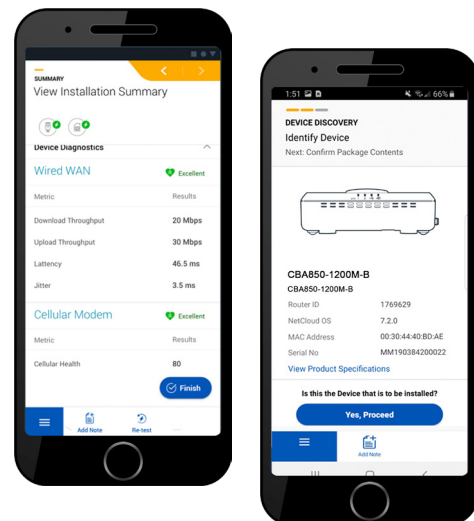 SUMMARY
View Installation Summary
Device Diagnostics
Wired WAN
Excellent
Metric Results
Download Throughput 20 Mbps
Upload Throughput 30 Mbps
Lattency 46.5 ms
Jitter 3.5 ms
Cellular Modem
Excellent
Metric Results
Cellular Health 80
Finish
Add Note Re-test
1:51 66%
DEVICE DISCOVERY
Identify Device
Next: Confirm Package Contents
CBA850-1200M-B
CBA850-1200M-B
Router ID 1769629
NetCloud OS 7.2.0
MAC Address 00:30:44:40:BD:AE
Serial No MM190384200022
View Product Specifications
Is this the Device that is to be installed?
Yes, Proceed
Add Note